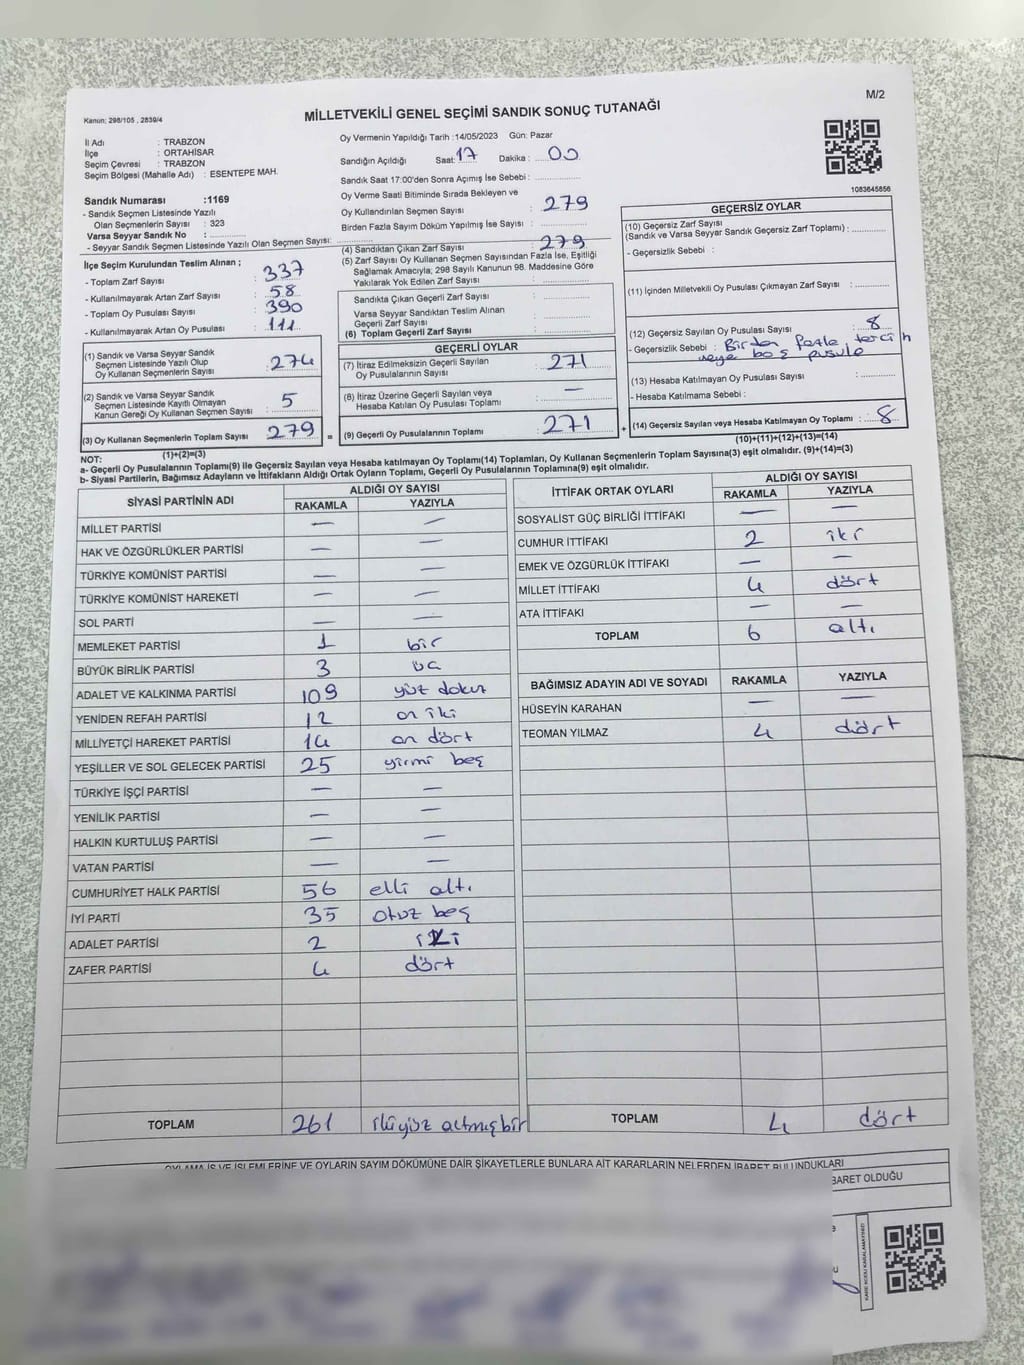 M/2
Kanun: 298/105 , 2839/4
MİLLETVEKİLİ GENEL SEÇİMİ SANDIK SONUÇ TUTANAĞI
İl Adı : TRABZON
İlçe : ORTAHİSAR
Seçim Çevresi : TRABZON
Seçim Bölgesi (Mahalle Adı) : ESENTEPE MAH.
Sandık Numarası :1169
- Sandık Seçmen Listesinde Yazılı
Olan Seçmenlerin Sayısı : 323
Varsa Seyyar Sandık No :
- Seyyar Sandık Seçmen Listesinde Yazılı Olan Seçmen Sayısı:
İlçe Seçim Kurulundan Teslim Alınan ;
- Toplam Zarf Sayısı : 337
- Kullanılmayarak Artan Zarf Sayısı : 58
- Toplam Oy Pusulası Sayısı : 390
- Kullanılmayarak Artan Oy Pusulası : 111
(1) Sandık ve Varsa Seyyar Sandık
Seçmen Listesinde Yazılı Olup
Oy Kullanan Seçmenlerin Sayısı : 274
(2) Sandık ve Varsa Seyyar Sandık
Seçmen Listesinde Kayıtlı Olmayan
Kanun Gereği Oy Kullanan Seçmen Sayısı : 5
(3) Oy Kullanan Seçmenlerin Toplam Sayısı : 279 =
(1)+(2)=(3)
Oy Vermenin Yapıldığı Tarih :14/05/2023 Gün: Pazar
Sandığın Açıldığı Saat: 17 Dakika : 00
Sandık Saat 17:00'den Sonra Açımış İse Sebebi :
Oy Verme Saati Bitiminde Sırada Bekleyen ve
Oy Kullandırılan Seçmen Sayısı : 279
Birden Fazla Sayım Döküm Yapılmış İse Sayısı :
(4) Sandıktan Çıkan Zarf Sayısı : 279
(5) Zarf Sayısı Oy Kullanan Seçmen Sayısından Fazla İse, Eşitliği
Sağlamak Amacıyla; 298 Sayılı Kanunun 98. Maddesine Göre
Yakılarak Yok Edilen Zarf Sayısı :
Sandıkta Çıkan Geçerli Zarf Sayısı :
Varsa Seyyar Sandıktan Teslim Alınan
Geçerli Zarf Sayısı :
(6) Toplam Geçerli Zarf Sayısı :
GEÇERLİ OYLAR
(7) İtiraz Edilmeksizin Geçerli Sayılan
Oy Pusulalarının Sayısı : 271
(8) İtiraz Üzerine Geçerli Sayılan veya
Hesaba Katılan Oy Pusulası Toplamı : —
(9) Geçerli Oy Pusulalarının Toplamı : 271 +
1083645856
GEÇERSİZ OYLAR
(10) Geçersiz Zarf Sayısı
(Sandık ve Varsa Seyyar Sandık Geçersiz Zarf Toplamı) :
- Geçersizlik Sebebi :
(11) İçinden Milletvekili Oy Pusulası Çıkmayan Zarf Sayısı :
(12) Geçersiz Sayılan Oy Pusulası Sayısı : 8
- Geçersizlik Sebebi : Birden fazla tercih
veya boş pusula
(13) Hesaba Katılmayan Oy Pusulası Sayısı :
- Hesaba Katılmama Sebebi :
(14) Geçersiz Sayılan veya Hesaba Katılmayan Oy Toplamı : 8
(10)+(11)+(12)+(13)=(14)
NOT:
a- Geçerli Oy Pusulalarının Toplamı(9) ile Geçersiz Sayılan veya Hesaba katılmayan Oy Toplamı(14) Toplamları, Oy Kullanan Seçmenlerin Toplam Sayısına(3) eşit olmalıdır. (9)+(14)=(3)
b- Siyasi Partilerin, Bağımsız Adayların ve İttifakların Aldığı Ortak Oyların Toplamı, Geçerli Oy Pusulalarının Toplamına(9) eşit olmalıdır.
SİYASİ PARTİNİN ADI ALDIĞI OY SAYISI
RAKAMLA YAZIYLA
MİLLET PARTİSİ — —
HAK VE ÖZGÜRLÜKLER PARTİSİ — —
TÜRKİYE KOMÜNİST PARTİSİ — —
TÜRKİYE KOMÜNİST HAREKETİ — —
SOL PARTİ — —
MEMLEKET PARTİSİ 1 bir
BÜYÜK BİRLİK PARTİSİ 3 üç
ADALET VE KALKINMA PARTİSİ 109 yüz dokuz
YENİDEN REFAH PARTİSİ 12 on iki
MİLLİYETÇİ HAREKET PARTİSİ 14 on dört
YEŞİLLER VE SOL GELECEK PARTİSİ 25 yirmi beş
TÜRKİYE İŞÇİ PARTİSİ — —
YENİLİK PARTİSİ — —
HALKIN KURTULUŞ PARTİSİ — —
VATAN PARTİSİ — —
CUMHURİYET HALK PARTİSİ 56 elli altı
İYİ PARTİ 35 otuz beş
ADALET PARTİSİ 2 iki
ZAFER PARTİSİ 4 dört
TOPLAM 261 ikiyüz altmışbir
İTTİFAK ORTAK OYLARI ALDIĞI OY SAYISI
RAKAMLA YAZIYLA
SOSYALİST GÜÇ BİRLİĞİ İTTİFAKI — —
CUMHUR İTTİFAKI 2 iki
EMEK VE ÖZGÜRLÜK İTTİFAKI — —
MİLLET İTTİFAKI 4 dört
ATA İTTİFAKI — —
TOPLAM 6 altı
BAĞIMSIZ ADAYIN ADI VE SOYADI RAKAMLA YAZIYLA
HÜSEYİN KARAHAN — —
TEOMAN YILMAZ 4 dört
TOPLAM 4 dört
OYLAMA İŞ VE İŞLEMLERİNE VE OYLARIN SAYIM DÖKÜMÜNE DAİR ŞİKAYETLERLE BUNLARA AİT KARARLARIN NELERDEN İBARET BULUNDUKLARI
BARET OLDUĞU